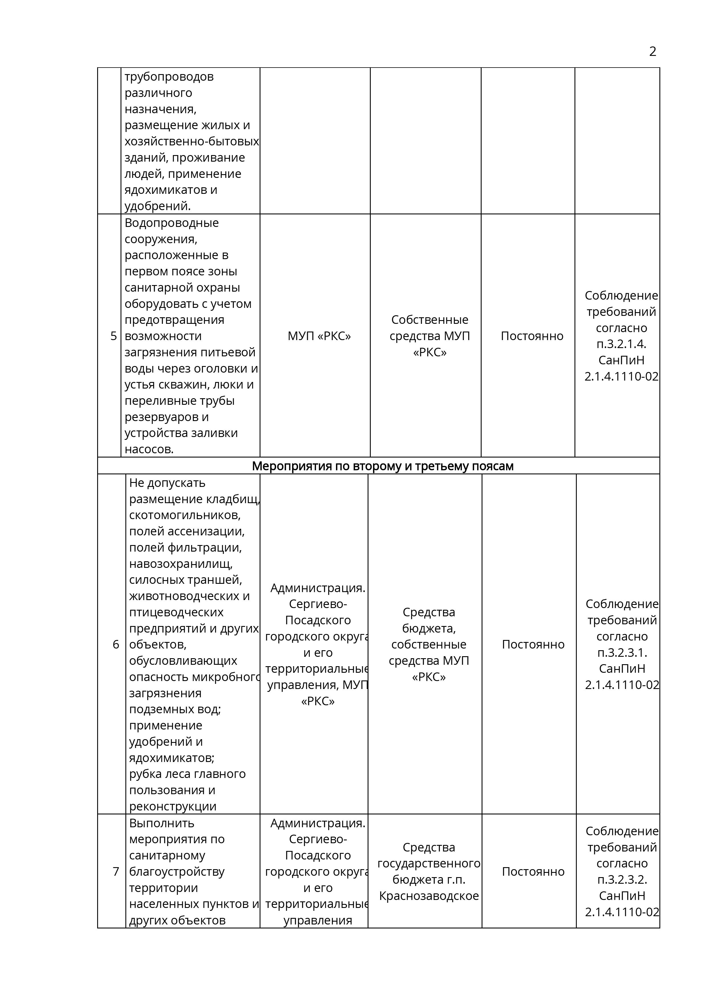 2
трубопроводов
различного
назначения,
размещение жилых и
хозяйственно-бытовых
зданий, проживание
людей, применение
ядохимикатов и
удобрений.
5
Водопроводные
сооружения,
расположенные в
первом поясе зоны
санитарной охраны
оборудовать с учетом
предотвращения
возможности
загрязнения питьевой
воды через оголовки и
устья скважин, люки и
переливные трубы
резервуаров и
устройства заливки
насосов.
МУП «РКС»
Собственные
средства МУП
«РКС»
Постоянно
Соблюдение
требований
согласно
п.3.2.1.4.
СанПиН
2.1.4.1110-02
Мероприятия по второму и третьему поясам
6
Не допускать
размещение кладбищ,
скотомогильников,
полей ассенизации,
полей фильтрации,
навозохранилищ,
силосных траншей,
животноводческих и
птицеводческих
предприятий и других
объектов,
обусловливающих
опасность микробного
загрязнения
подземных вод;
применение
удобрений и
ядохимикатов;
рубка леса главного
пользования и
реконструкции
Администрация.
Сергиево-
Посадского
городского округа
и его
территориальные
управления, МУП
«РКС»
Средства
бюджета,
собственные
средства МУП
«РКС»
Постоянно
Соблюдение
требований
согласно
п.3.2.3.1.
СанПиН
2.1.4.1110-02
7
Выполнить
мероприятия по
санитарному
благоустройству
территории
населенных пунктов и
других объектов
Администрация.
Сергиево-
Посадского
городского округа
и его
территориальные
управления
Средства
государственного
бюджета г.п.
Краснозаводское
Постоянно
Соблюдение
требований
согласно
п.3.2.3.2.
СанПиН
2.1.4.1110-02